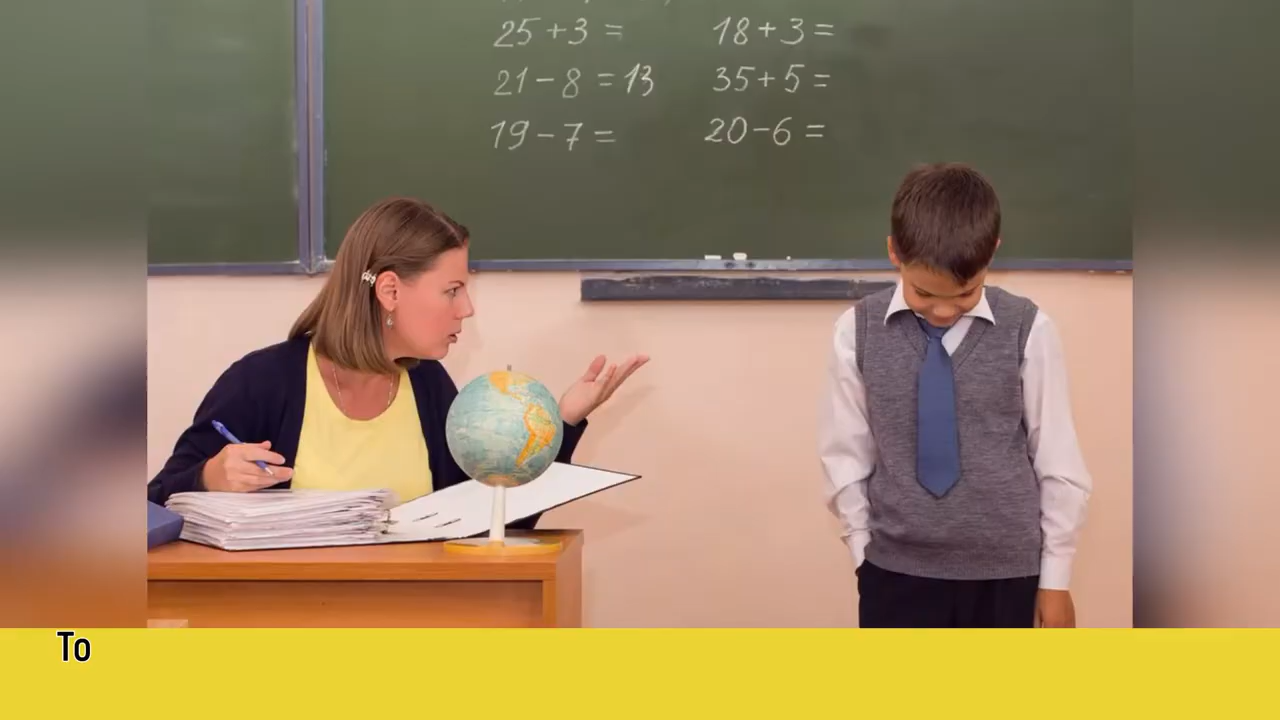 25+3 = 18+3=
21-8 =13 35+5=
19-7= 20-6 =
To